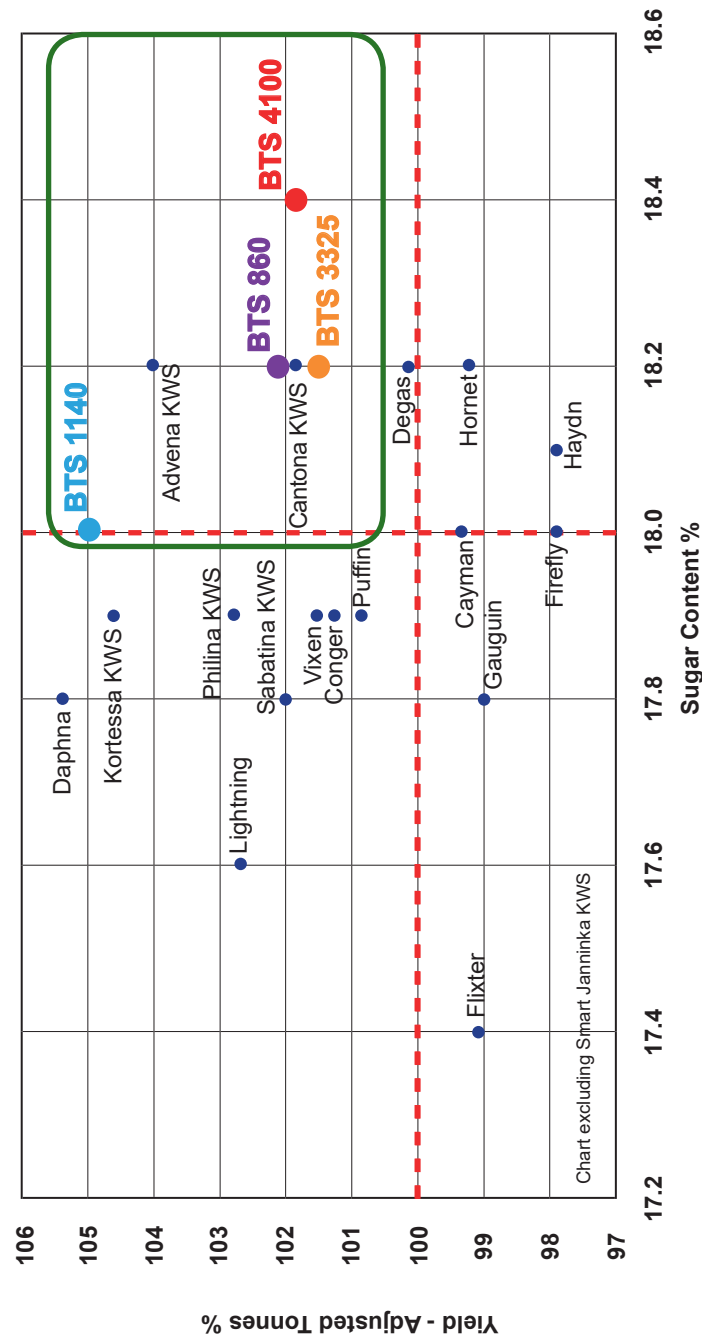 106
105
104
103
102
101
100
99
98
97
Yield - Adjusted Tonnes %
17.2
17.4
17.6
17.8
18.0
18.2
18.4
18.6
Sugar Content %
Daphna
Kortessa KWS
BTS 1140
Advena KWS
Philina KWS
Lightning
Sabatina KWS
BTS 860
BTS 4100
Cantona KWS
BTS 3325
Vixen
Conger
Puffin
Degas
Cayman
Hornet
Flixter
Gauguin
Firefly
Haydn
Chart excluding Smart Janninka KWS